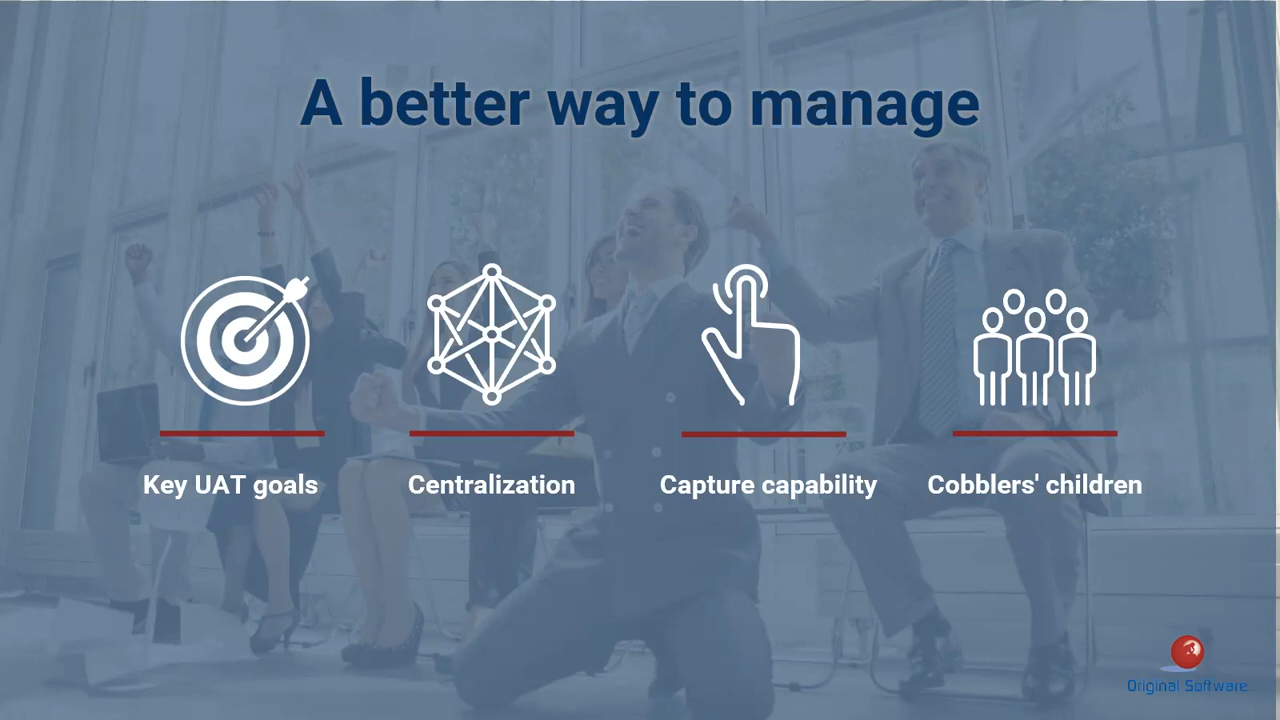 A better way to manage
Key UAT goals
Centralization
Capture capability
Cobblers' children
Original Software